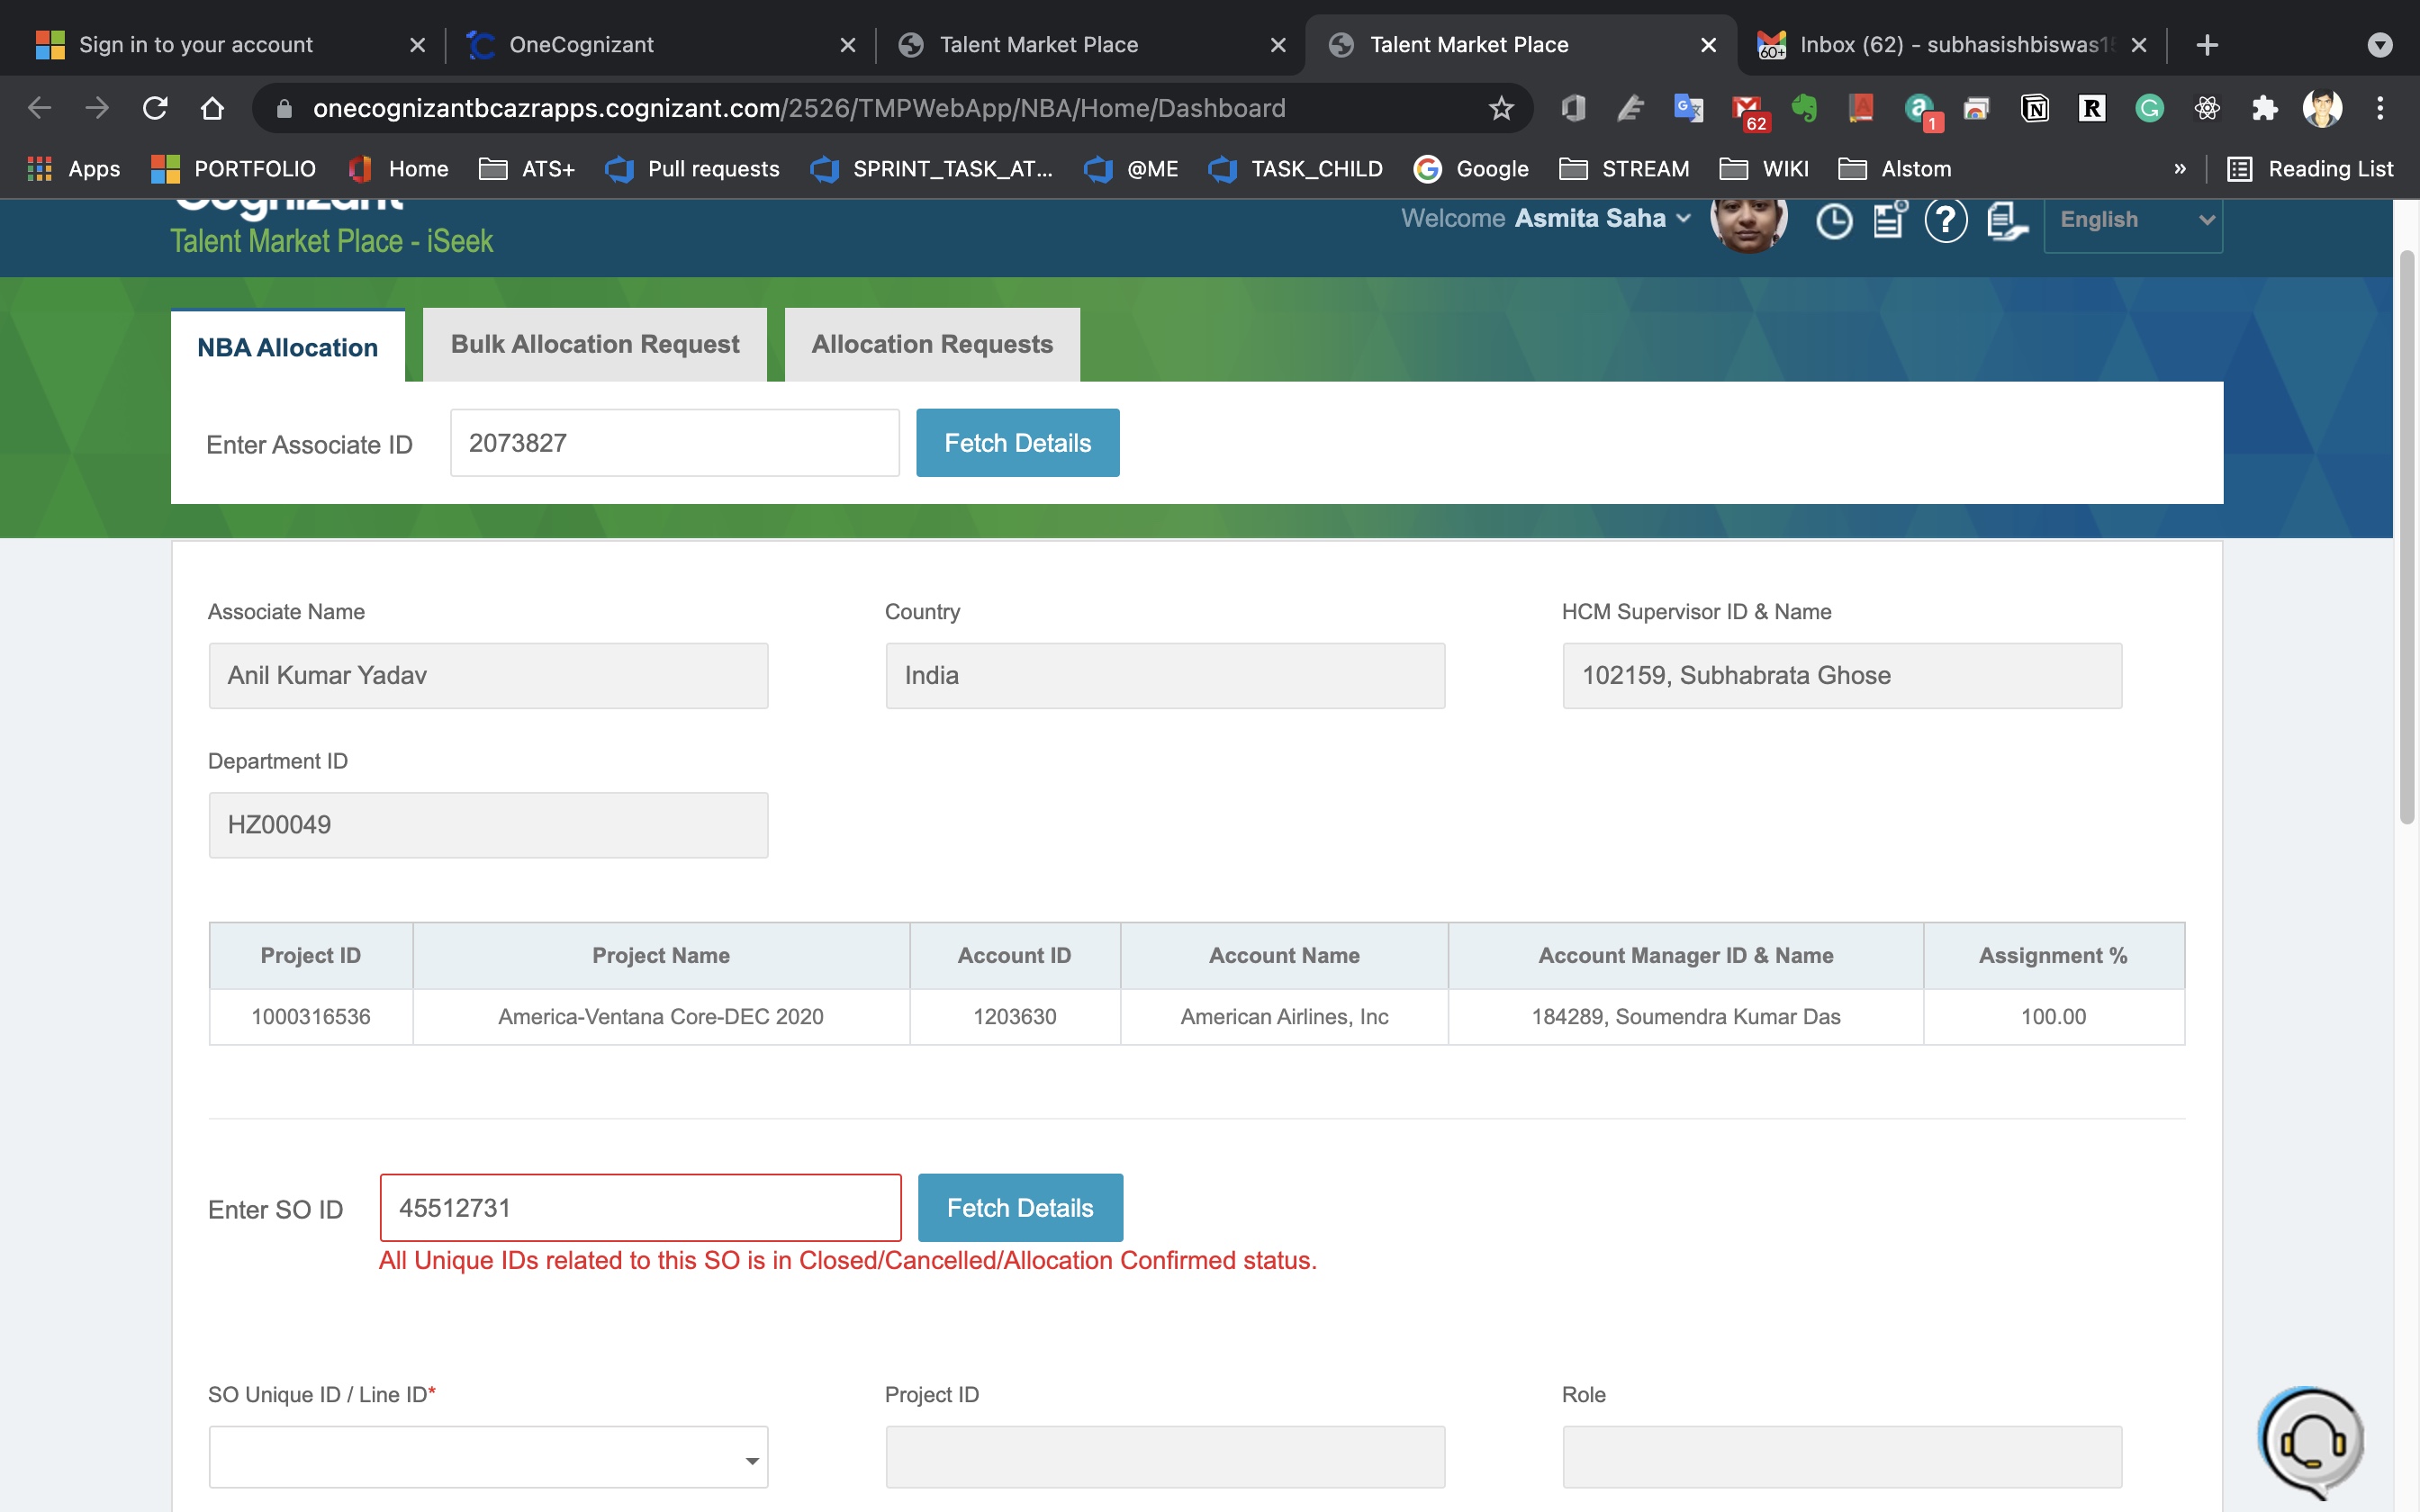 Sign in to your account
OneCognizant
Talent Market Place
Talent Market Place
60+
Inbox (62) - subhasishbiswas15
onecognizantbcazrapps.cognizant.com/2526/TMPWebApp/NBA/Home/Dashboard
62
1
Apps
PORTFOLIO
Home
ATS+
Pull requests
SPRINT_TASK_AT...
@ME
TASK_CHILD
Google
STREAM
WIKI
Alstom
»
Reading List
Cognizant
Talent Market Place - iSeek
Welcome Asmita Saha
English
NBA Allocation
Bulk Allocation Request
Allocation Requests
Enter Associate ID
2073827
Fetch Details
Associate Name
Country
HCM Supervisor ID & Name
Anil Kumar Yadav
India
102159, Subhabrata Ghose
Department ID
HZ00049
Project ID Project Name Account ID Account Name Account Manager ID & Name Assignment %
1000316536 America-Ventana Core-DEC 2020 1203630 American Airlines, Inc 184289, Soumendra Kumar Das 100.00
Enter SO ID
45512731
Fetch Details
All Unique IDs related to this SO is in Closed/Cancelled/Allocation Confirmed status.
SO Unique ID / Line ID*
Project ID
Role